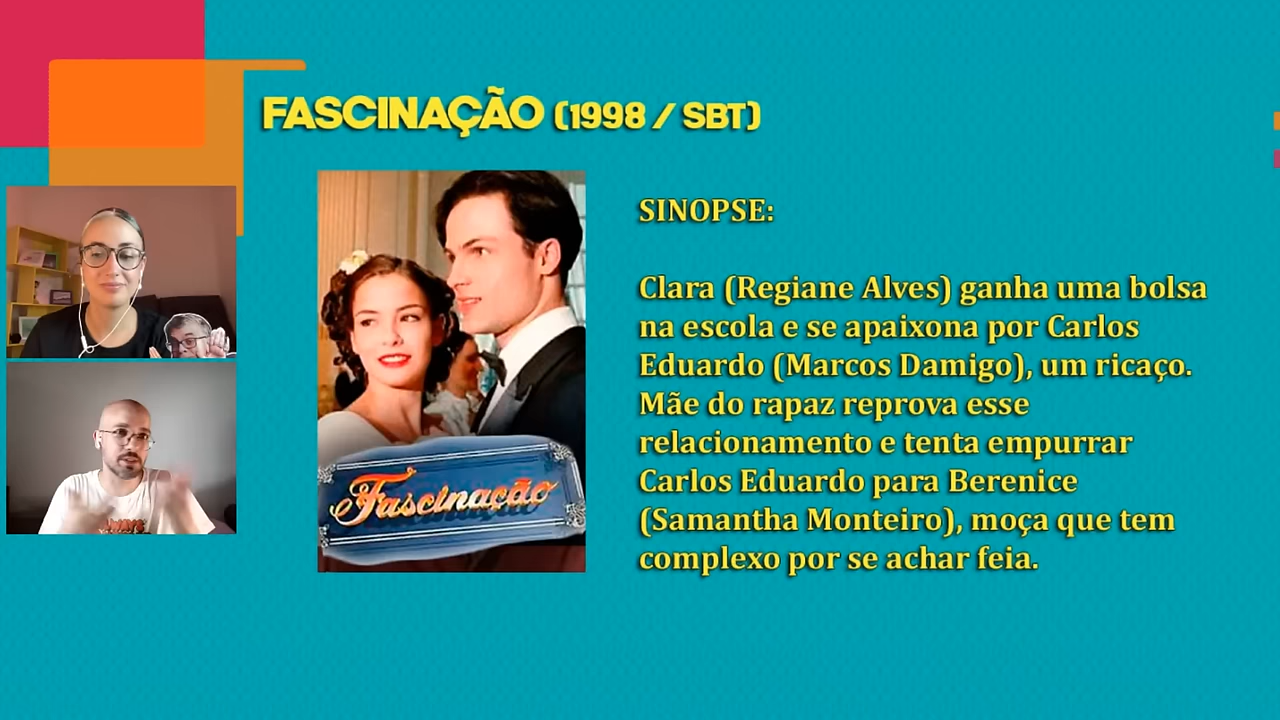 FASCINAÇÃO (1998 / SBT)
SINOPSE:
Clara (Regiane Alves) ganha uma bolsa
na escola e se apaixona por Carlos
Eduardo (Marcos Damigo), um ricaço.
Mãe do rapaz reprova esse
relacionamento e tenta empurrar
Carlos Eduardo para Berenice
(Samantha Monteiro), moça que tem
complexo por se achar feia.
Fascinação